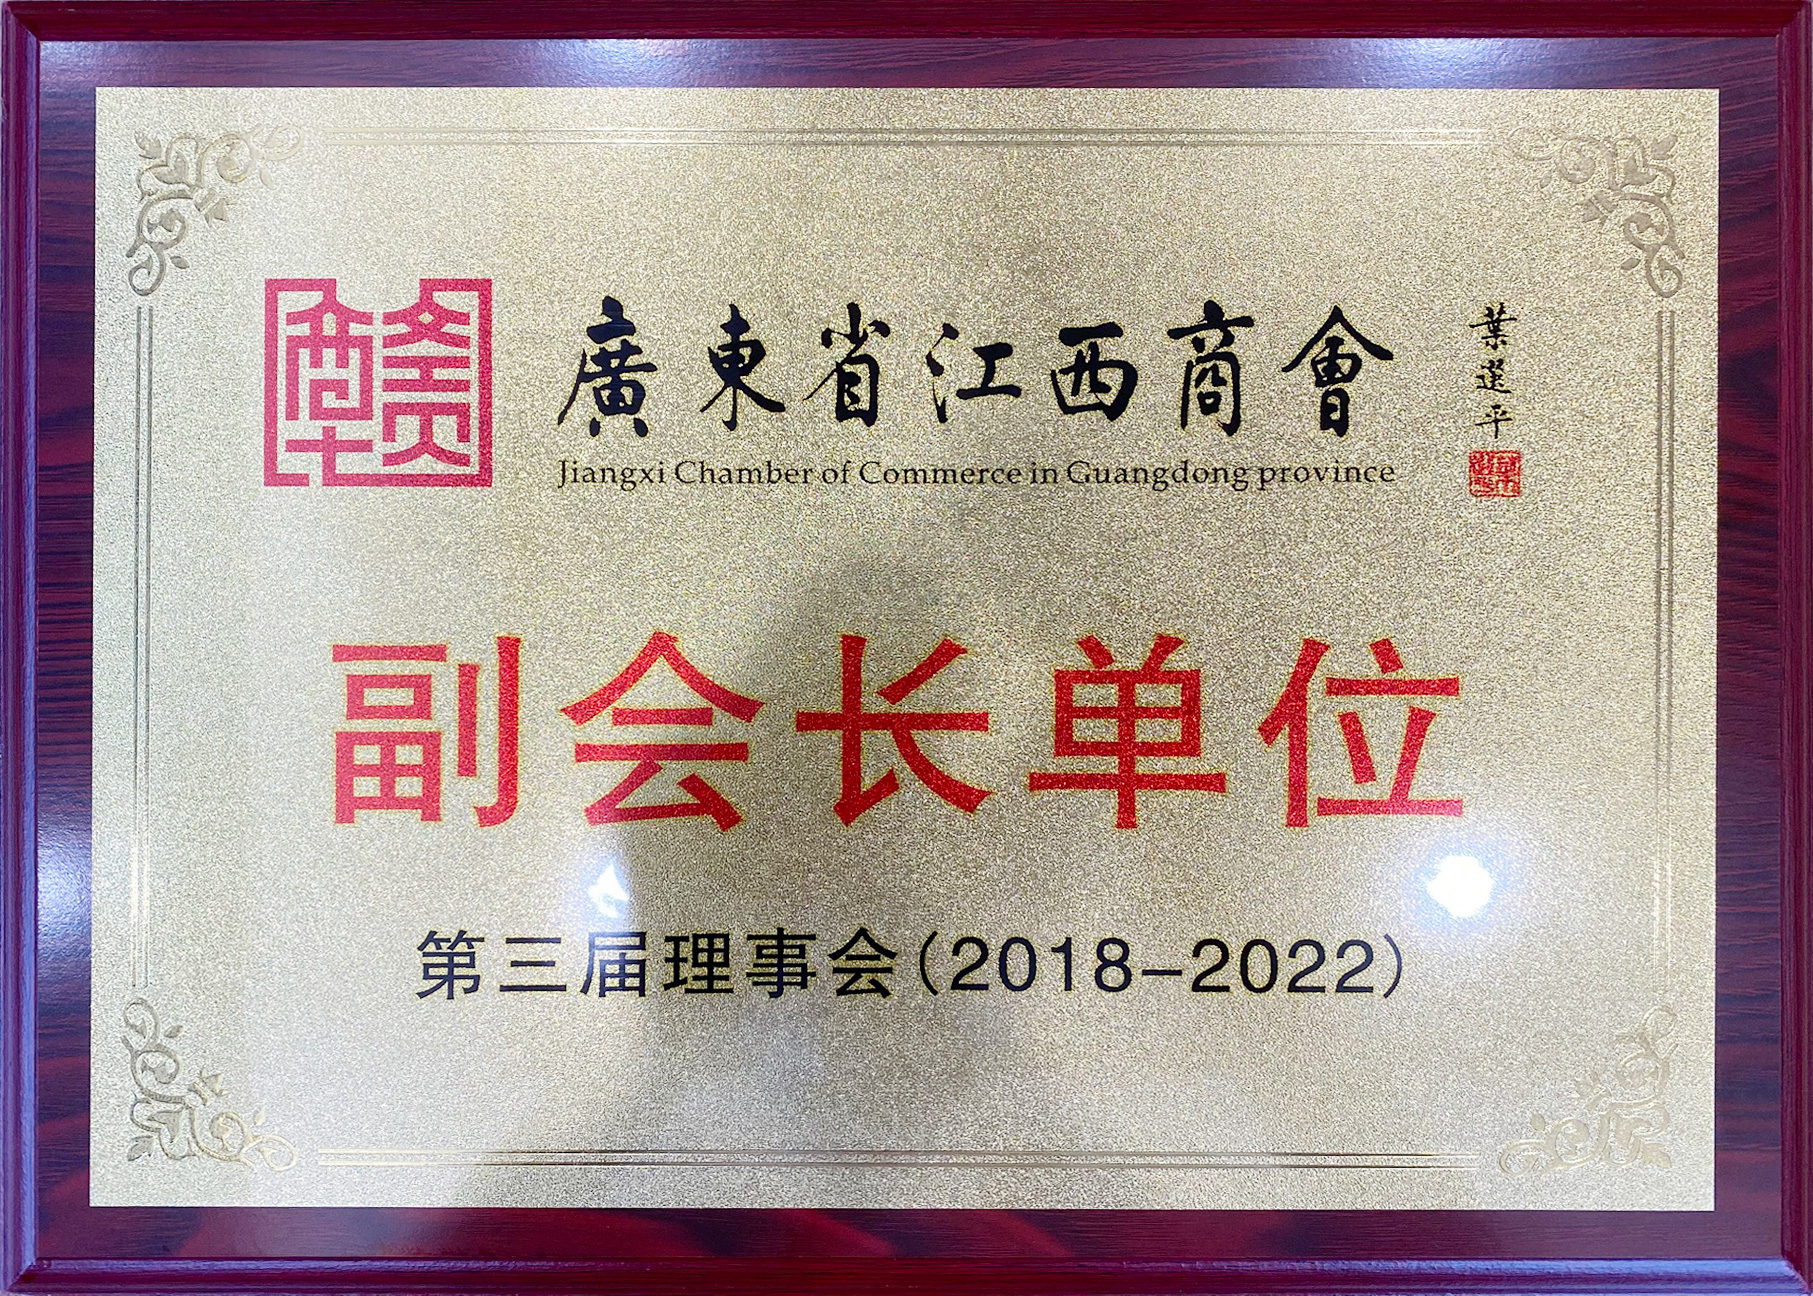 廣東省江西商會
Jiangxi Chamber of Commerce in Guangdong province
葉選平
副会长单位
第三届理事会(2018-2022)